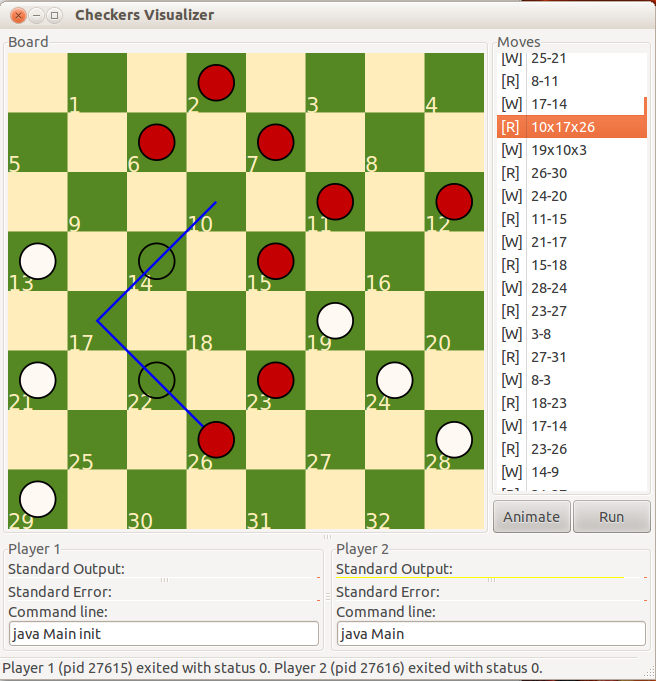 Checkers Visualizer
Board
1 2 3 4
5 6 7 8
9 10 11 12
13 14 15 16
17 18 19 20
21 22 23 24
25 26 27 28
29 30 31 32
Moves
[W] 25-21
[R] 8-11
[W] 17-14
[R] 10x17x26
[W] 19x10x3
[R] 26-30
[W] 24-20
[R] 11-15
[W] 21-17
[R] 15-18
[W] 28-24
[R] 23-27
[W] 3-8
[R] 27-31
[W] 8-3
[R] 18-23
[W] 17-14
[R] 23-26
[W] 14-9
Animate Run
Player 1
Standard Output:
Standard Error:
Command line:
java Main init
Player 2
Standard Output:
Standard Error:
Command line:
java Main
Player 1 (pid 27615) exited with status 0. Player 2 (pid 27616) exited with status 0.